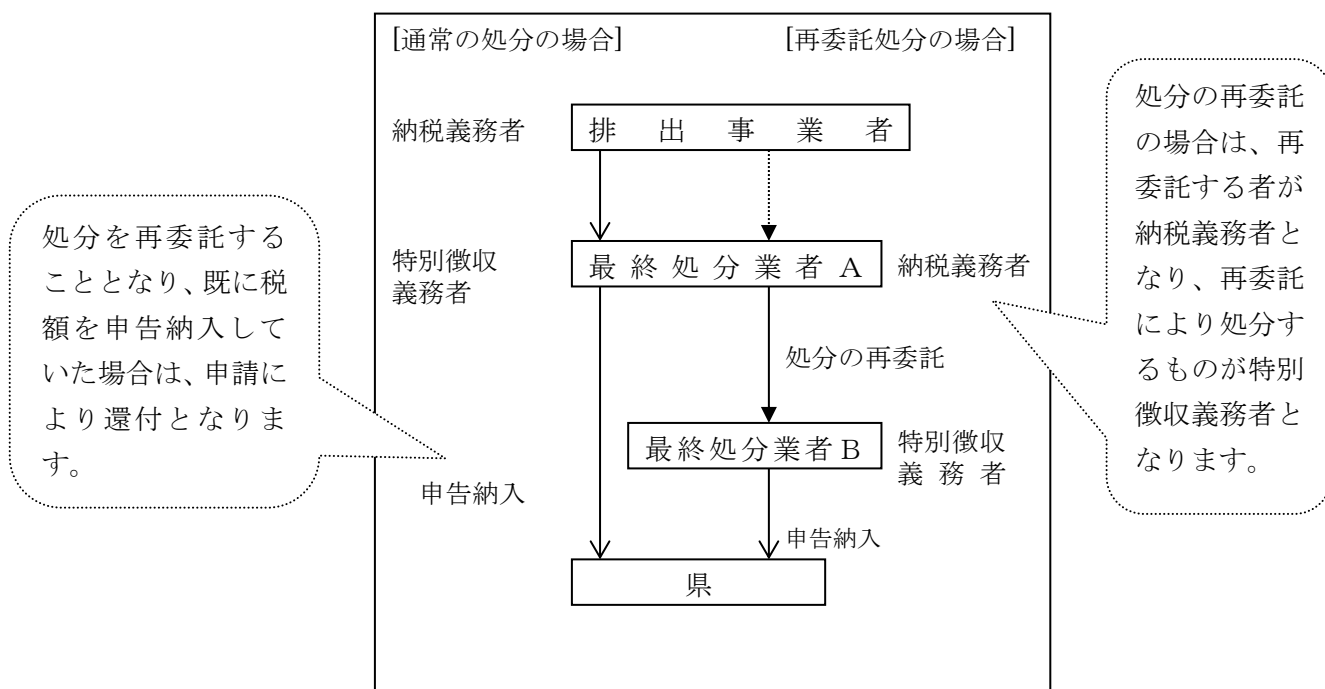 [通常の処分の場合]
[再委託処分の場合]
納税義務者
排出事業者
特別徴収
義務者
最終処分業者A
納税義務者
処分の再委託
最終処分業者B
特別徴収
義務者
申告納入
申告納入
県
処分を再委託する
こととなり、既に税
額を申告納入して
いた場合は、申請に
より還付となりま
す。
処分の再委託
の場合は、再
委託する者が
納税義務者と
なり、再委託
により処分す
るものが特別
徴収義務者と
なります。